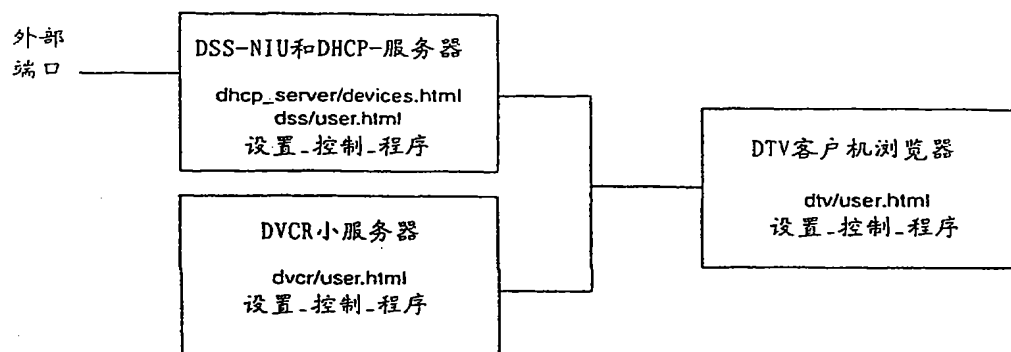 外部
端口
DSS-NIU和DHCP-服务器
dhcp_server/devices.html
dss/user.html
设置_控制_程序
DVCR小服务器
dvcr/user.html
设置_控制_程序
DTV客户机浏览器
dtv/user.html
设置_控制_程序